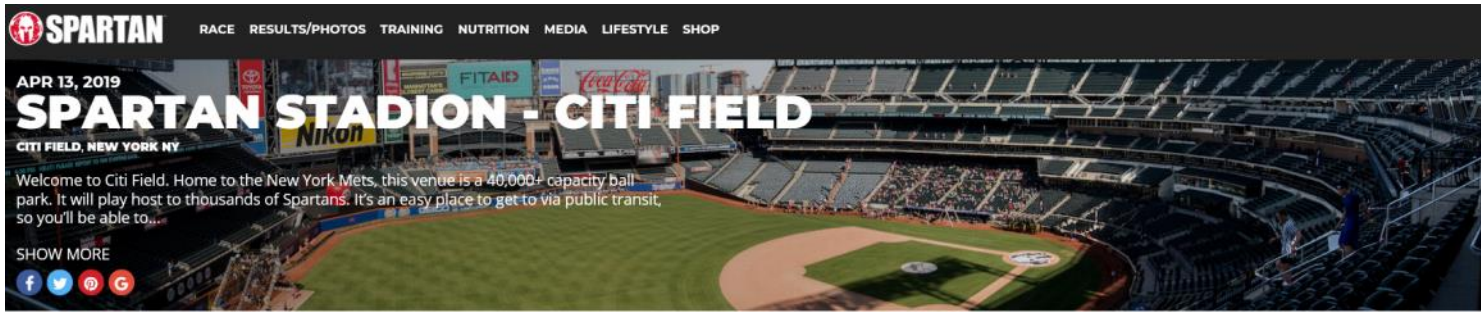 SPARTAN
RACE RESULTS/PHOTOS TRAINING NUTRITION MEDIA LIFESTYLE SHOP
APR 13, 2019
SPARTAN STADION - CITI FIELD
CITI FIELD, NEW YORK NY
Welcome to Citi Field. Home to the New York Mets, this venue is a 40,000+ capacity ball
park. It will play host to thousands of Spartans. It's an easy place to get to via public transit,
so you'll be able to...
SHOW MORE
FITAID
Coca-Cola
Nikon
TOYOTA